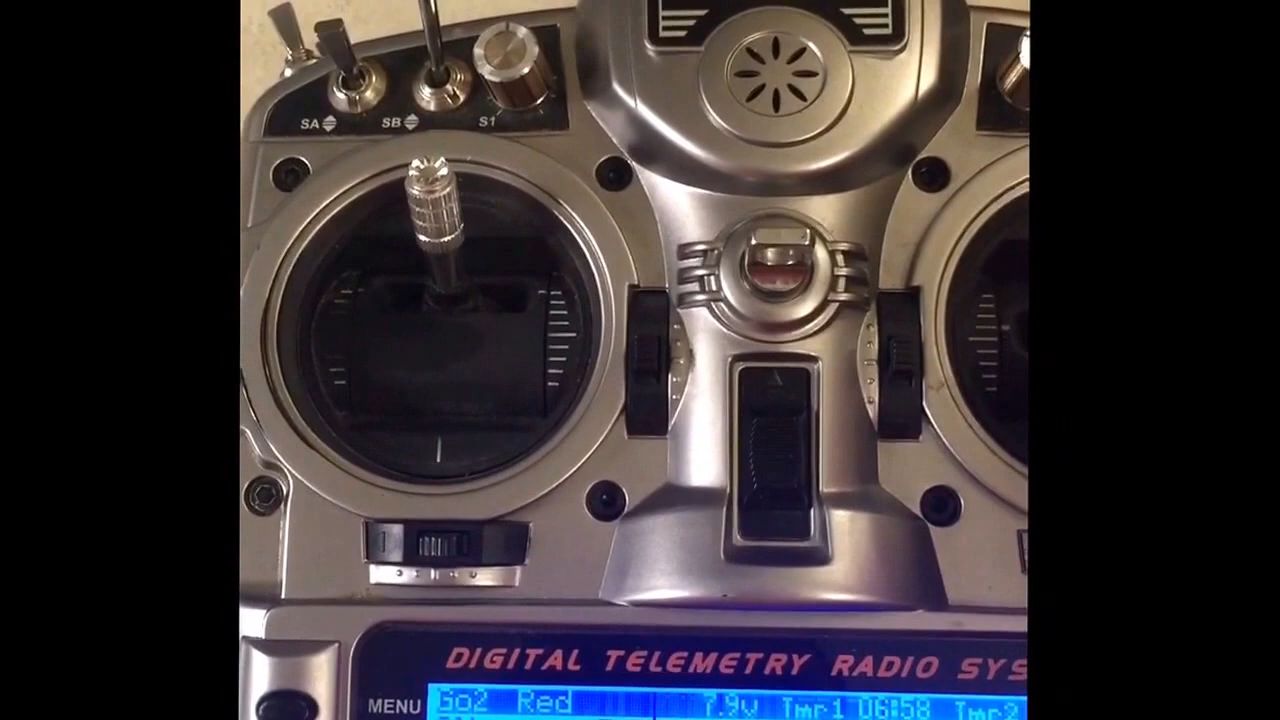 SA SB S1
DIGITAL TELEMETRY RADIO SYS
MENU Go2 Red 7.9v Tmr1 06:58 Tmr2